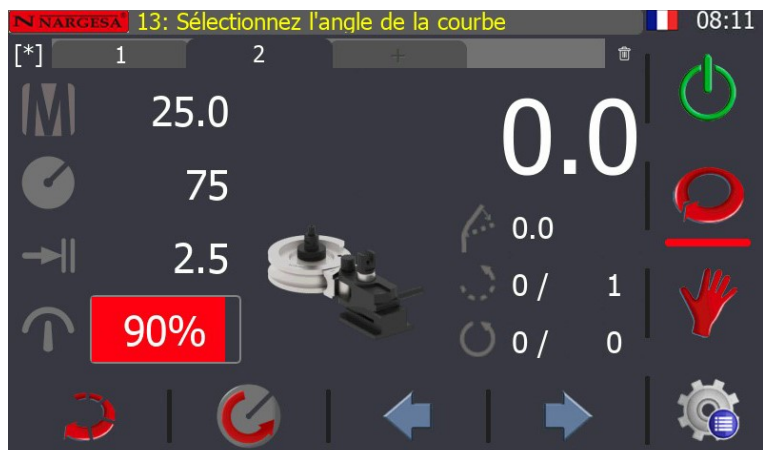 N NARGESA 13: Sélectionnez l'angle de la courbe 08:11
[*] 1 2 +
25.0
0.0
75
0.0
2.5
0 / 1
90%
0 / 0